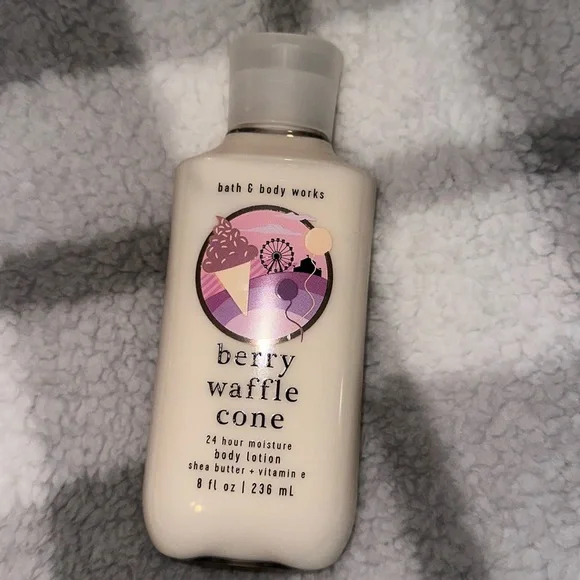 bath & body works
berry
waffle
cone
24 hour moisture
body lotion
shea butter + vitamin e
8 fl oz | 236 mL